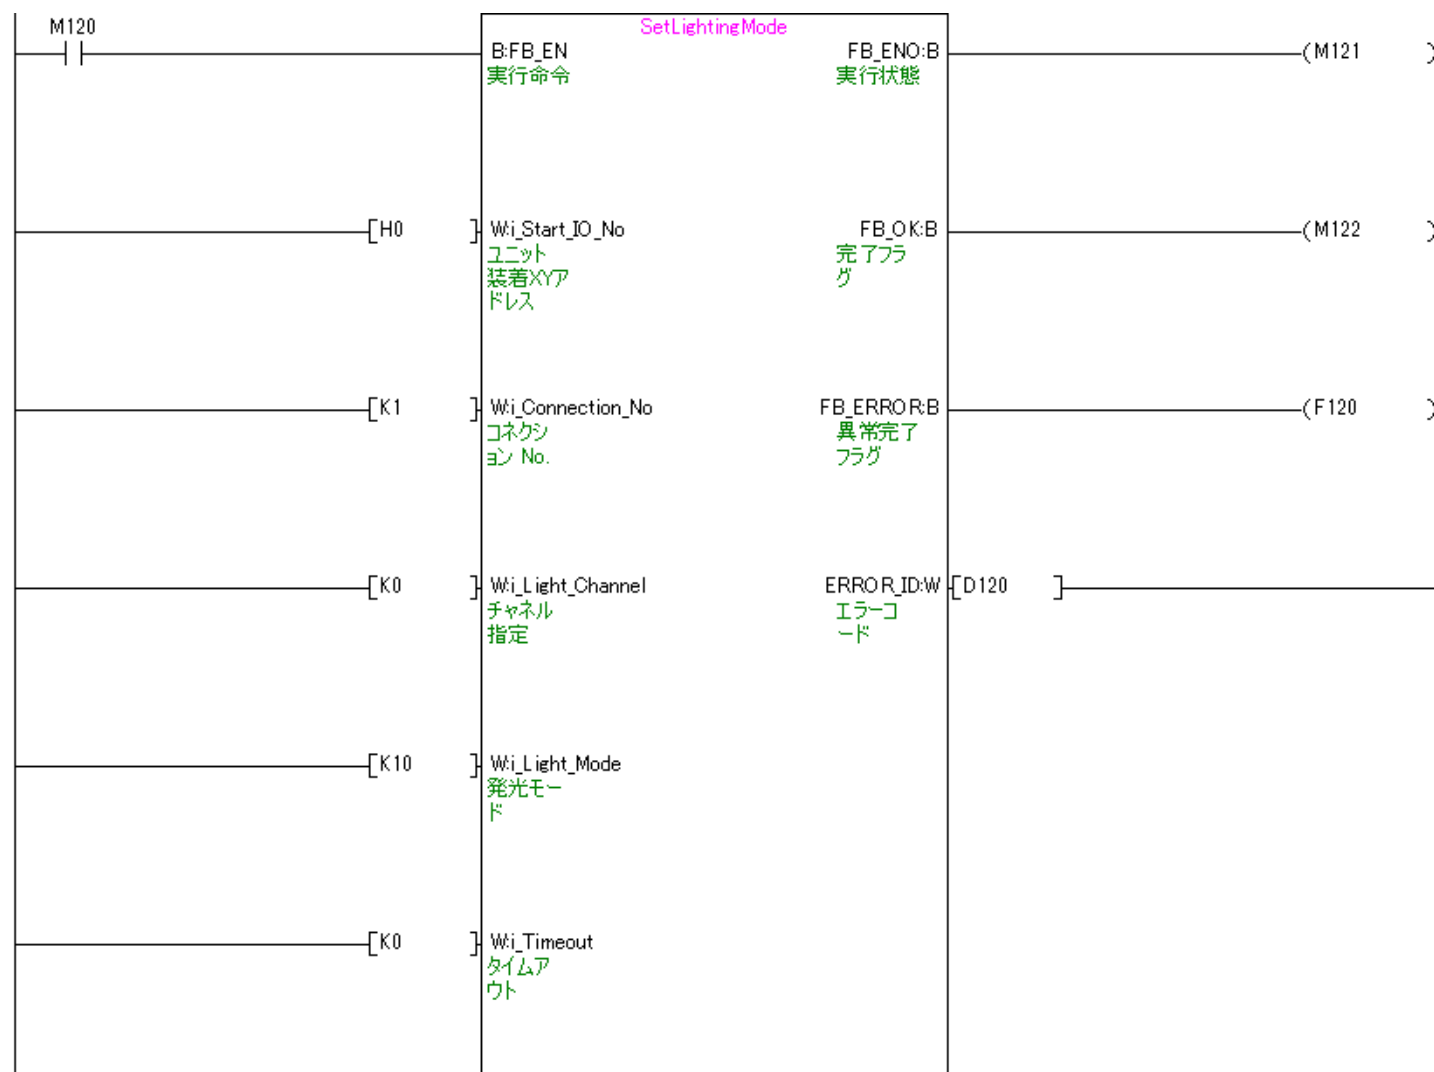 SetLightingMode
M120
B:FB_EN
FB_ENO:B
(M121 )
実行命令
実行状態
[H0 ]
W:i_Start_IO_No
FB_OK:B
(M122 )
ユニット
装着XYア
ドレス
完了フラ
グ
[K1 ]
W:i_Connection_No
FB_ERROR:B
(F120 )
コネクシ
ョン No.
異常完了
フラグ
[K0 ]
W:i_Light_Channel
ERROR_ID:W
[D120 ]
チャネル
指定
エラーコ
ード
[K10 ]
W:i_Light_Mode
発光モー
ド
[K0 ]
W:i_Timeout
タイムア
ウト